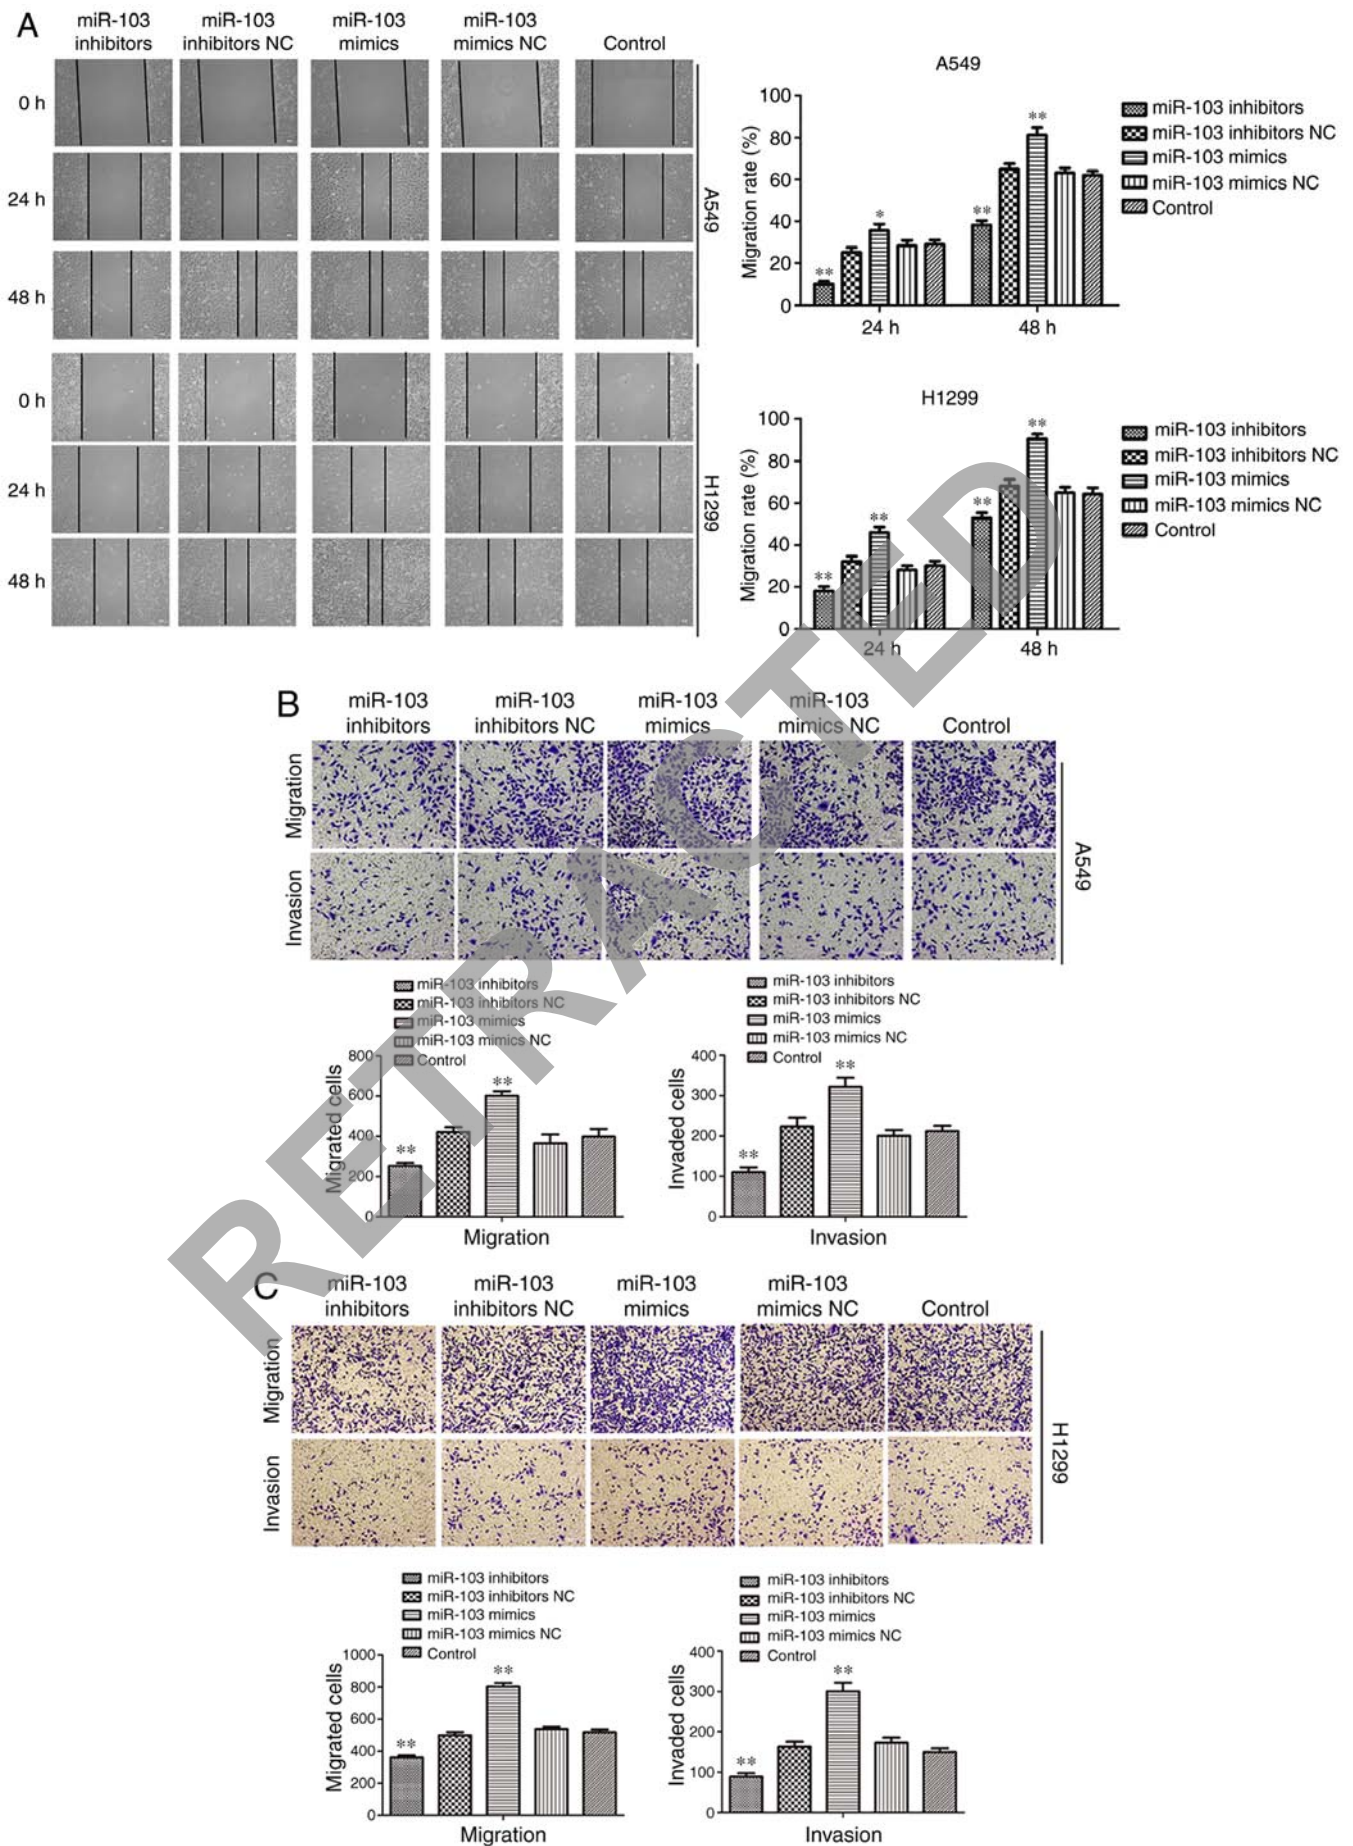 A
miR-103
inhibitors
miR-103
inhibitors NC
miR-103
mimics
miR-103
mimics NC
Control
0 h
24 h
48 h
A549
0 h
24 h
48 h
H1299
A549
Migration rate (%)
100
80
60
40
20
0
**
*
**
**
24 h
48 h
miR-103 inhibitors
miR-103 inhibitors NC
miR-103 mimics
miR-103 mimics NC
Control
H1299
Migration rate (%)
100
80
60
40
20
0
**
**
**
**
24 h
48 h
miR-103 inhibitors
miR-103 inhibitors NC
miR-103 mimics
miR-103 mimics NC
Control
RETRACTED
B
miR-103
inhibitors
miR-103
inhibitors NC
miR-103
mimics
miR-103
mimics NC
Control
Migration
Invasion
A549
miR-103 inhibitors
miR-103 inhibitors NC
miR-103 mimics
miR-103 mimics NC
Control
Migrated cells
800
600
400
200
0
**
**
Migration
miR-103 inhibitors
miR-103 inhibitors NC
miR-103 mimics
miR-103 mimics NC
Control
Invaded cells
400
300
200
100
0
**
**
Invasion
C
miR-103
inhibitors
miR-103
inhibitors NC
miR-103
mimics
miR-103
mimics NC
Control
Migration
Invasion
H1299
miR-103 inhibitors
miR-103 inhibitors NC
miR-103 mimics
miR-103 mimics NC
Control
Migrated cells
1000
800
600
400
200
0
**
**
Migration
miR-103 inhibitors
miR-103 inhibitors NC
miR-103 mimics
miR-103 mimics NC
Control
Invaded cells
400
300
200
100
0
**
**
Invasion